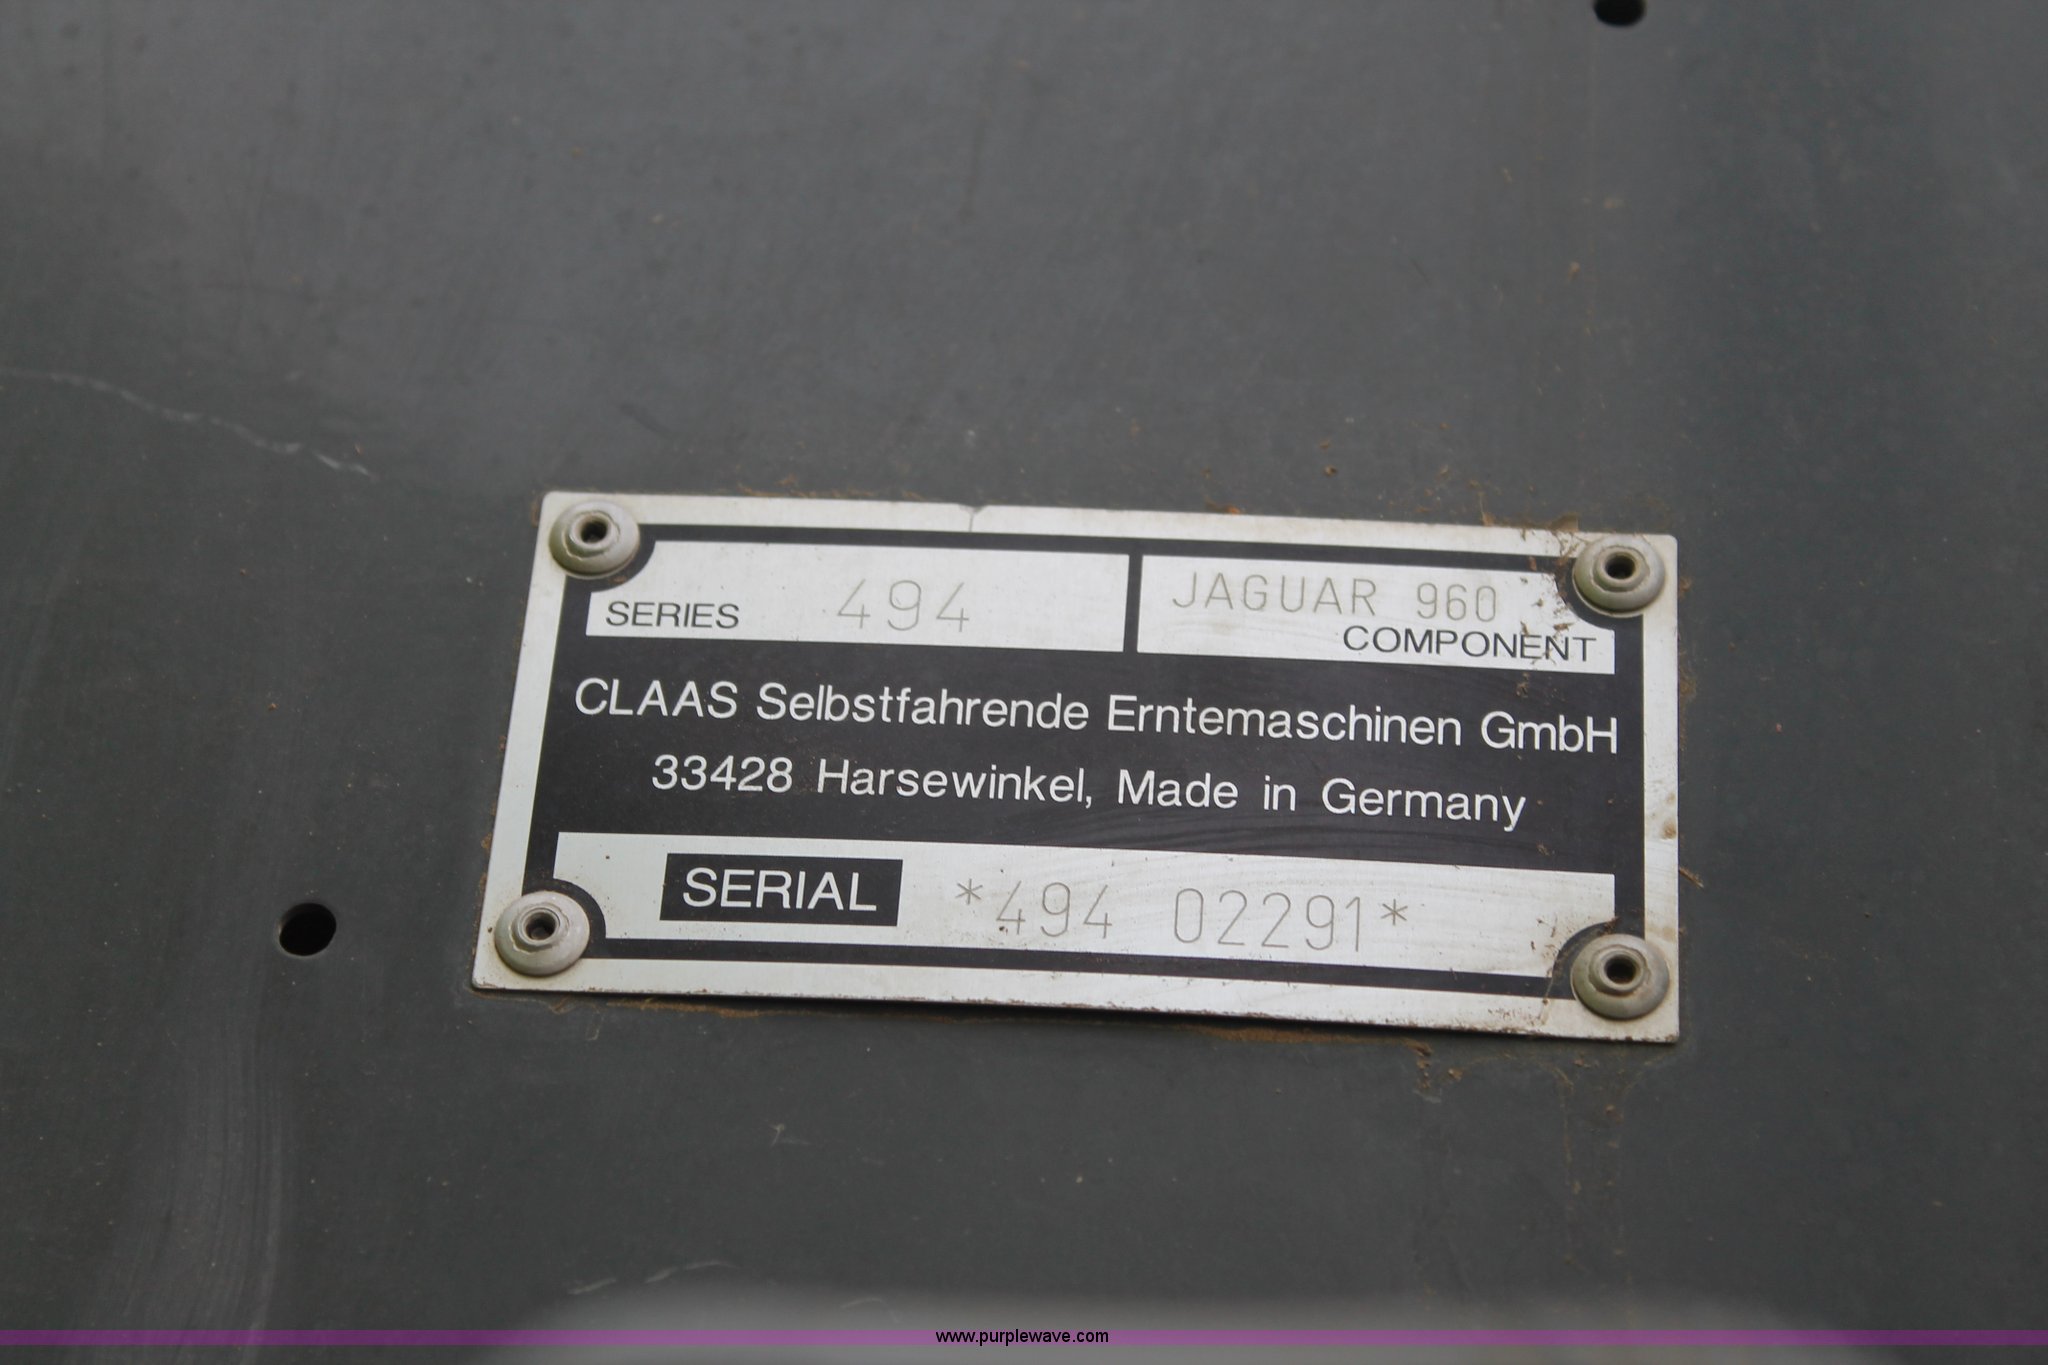 SERIES 494
JAGUAR 960
COMPONENT
CLAAS Selbstfahrende Erntemaschinen GmbH
33428 Harsewinkel, Made in Germany
SERIAL *494 02291*
www.purplewave.com